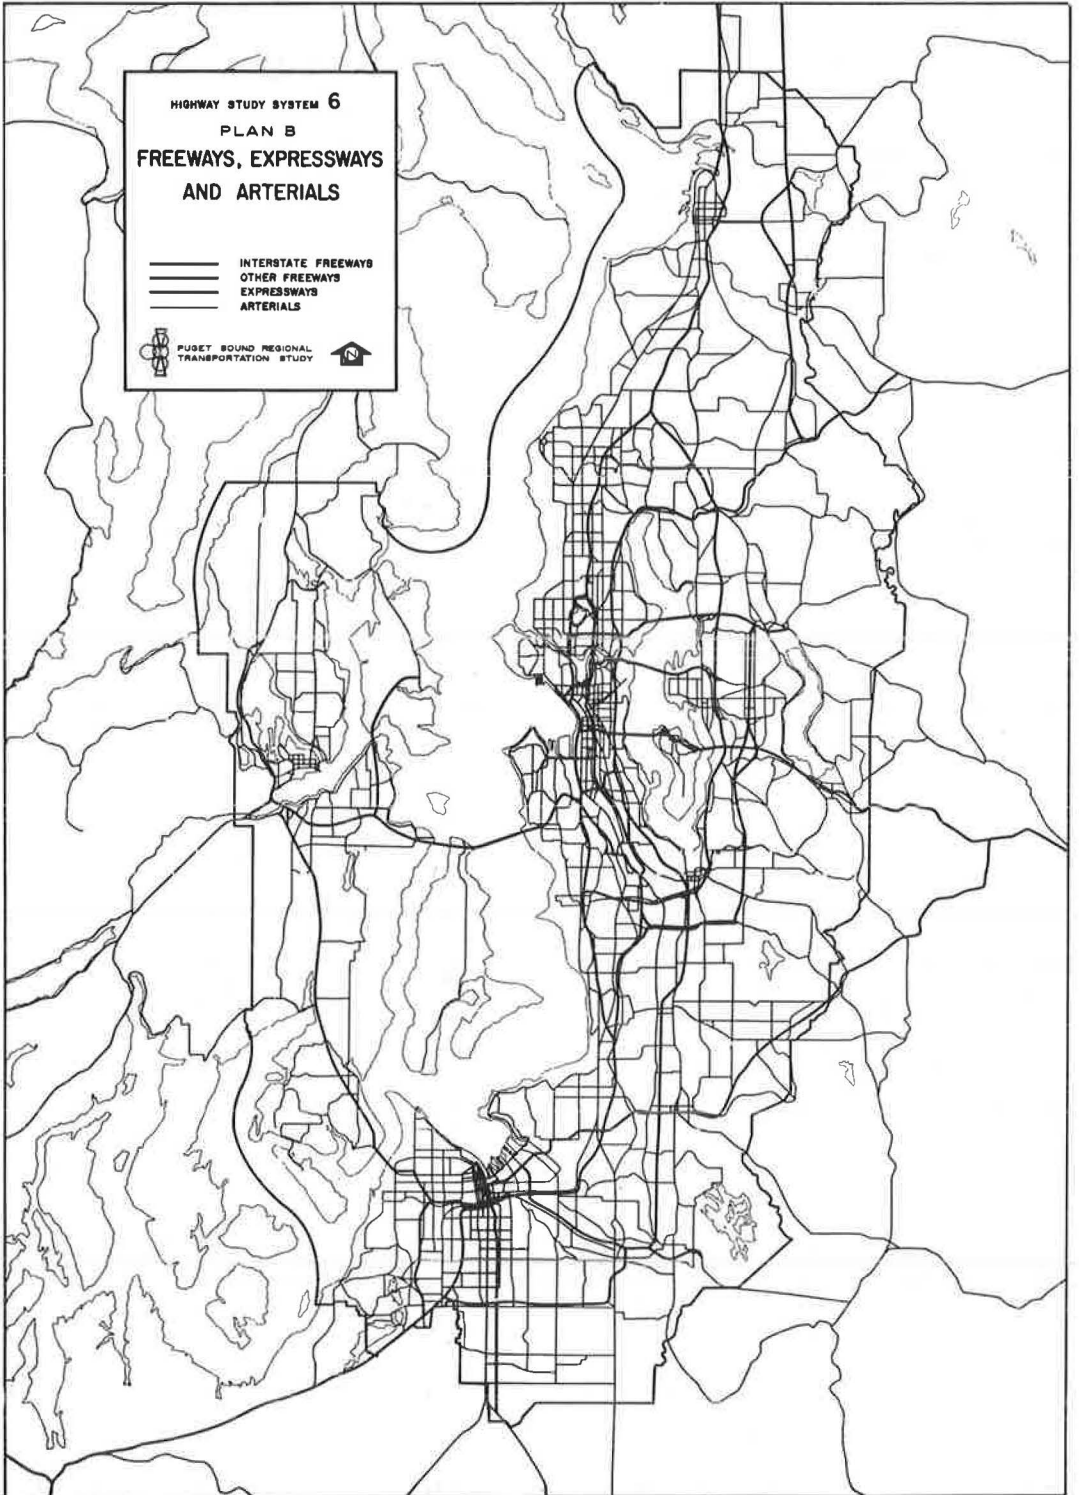 HIGHWAY STUDY SYSTEM 6
PLAN B
FREEWAYS, EXPRESSWAYS
AND ARTERIALS
INTERSTATE FREEWAYS
OTHER FREEWAYS
EXPRESSWAYS
ARTERIALS
PUGET SOUND REGIONAL
TRANSPORTATION STUDY
N